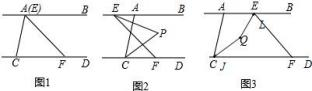 A(E) B
C F D
图1
E A B
P
C F D
图2
A E B
L
Q
C J F D
图3